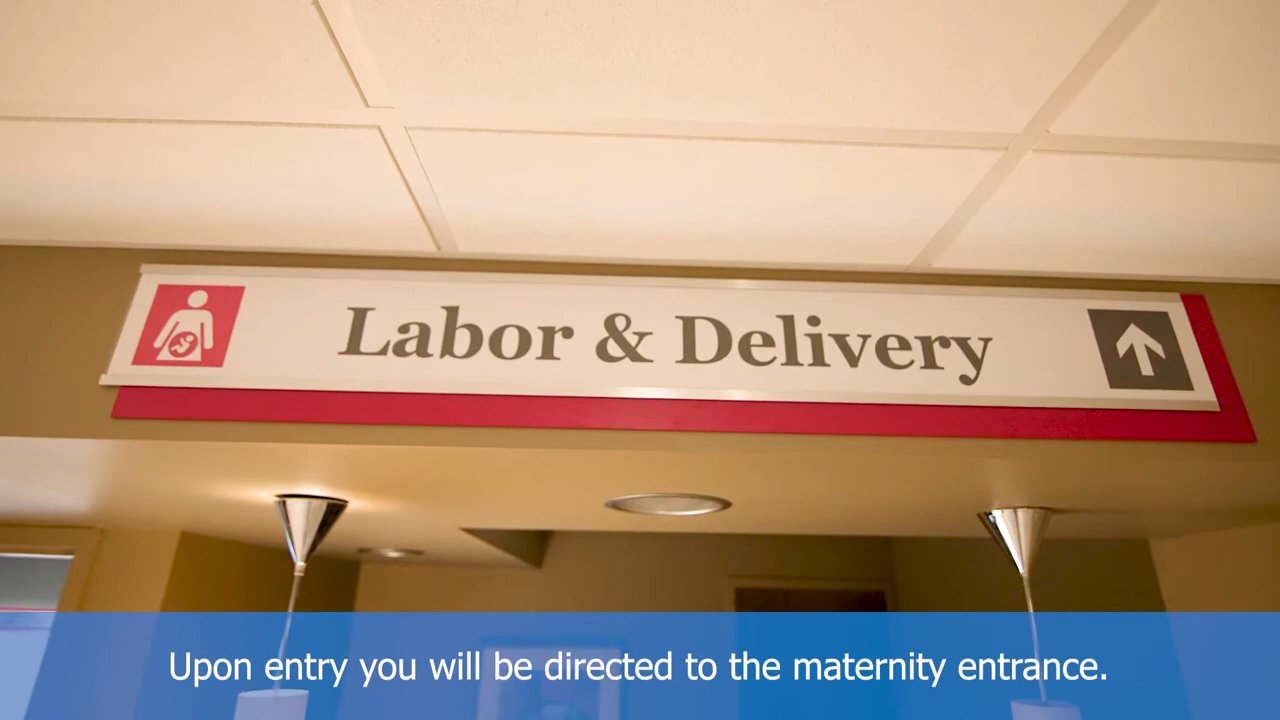 Labor & Delivery
Upon entry you will be directed to the maternity entrance.